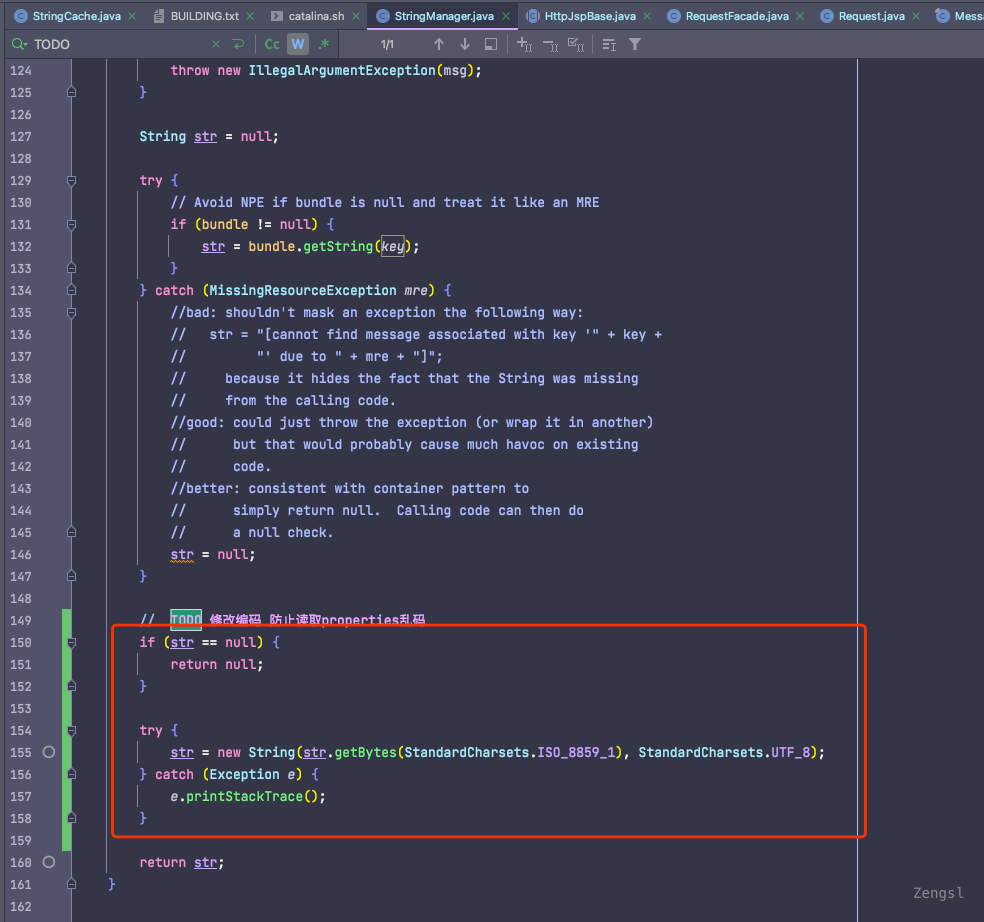 StringCache.java BUILDING.txt catalina.sh StringManager.java HttpJspBase.java RequestFacade.java Request.java Mess
TODO Cc W .* 1/1
124 throw new IllegalArgumentException(msg);
125 }
126
127 String str = null;
128
129 try {
130 // Avoid NPE if bundle is null and treat it like an MRE
131 if (bundle != null) {
132 str = bundle.getString(key);
133 }
134 } catch (MissingResourceException mre) {
135 //bad: shouldn't mask an exception the following way:
136 //   str = "[cannot find message associated with key '" + key +
137 //         "' due to " + mre + "]";
138 //     because it hides the fact that the String was missing
139 //     from the calling code.
140 //good: could just throw the exception (or wrap it in another)
141 //      but that would probably cause much havoc on existing
142 //      code.
143 //better: consistent with container pattern to
144 //      simply return null.  Calling code can then do
145 //      a null check.
146 str = null;
147 }
148
149 //  TODO 修改编码 防止读取properties乱码
150 if (str == null) {
151 return null;
152 }
153
154 try {
155 str = new String(str.getBytes(StandardCharsets.ISO_8859_1), StandardCharsets.UTF_8);
156 } catch (Exception e) {
157 e.printStackTrace();
158 }
159
160 return str;
161 }
162
Zengsl